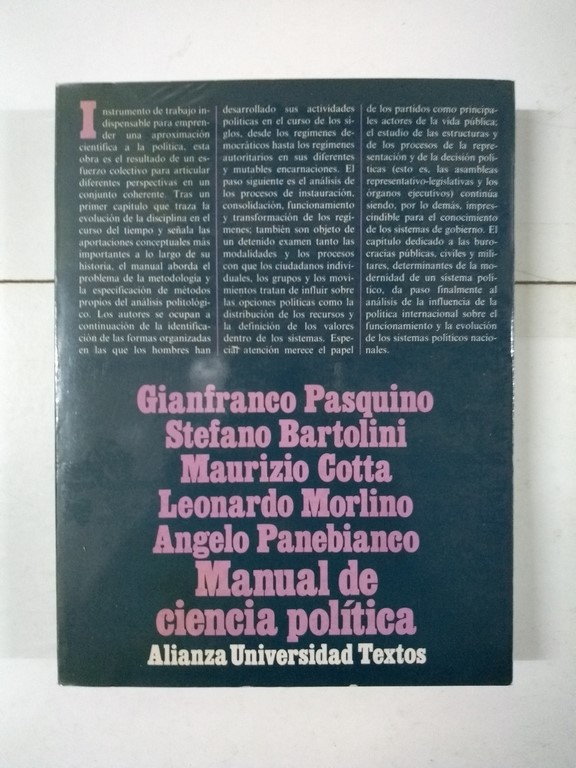 Instrumento de trabajo in-
dispensable para empren-
der una aproximación
científica a la política, esta
obra es el resultado de un es-
fuerzo colectivo para articular
diferentes perspectivas en un
conjunto coherente. Tras un
primer capítulo que traza la
evolución de la disciplina en el
curso del tiempo y señala las
aportaciones conceptuales más
importantes a lo largo de su
historia, el manual aborda el
problema de la metodología y
la especificación de métodos
propios del análisis politológi-
co. Los autores se ocupan a
continuación de la identifica-
ción de las formas organizadas
en las que los hombres han
desarrollado sus actividades
políticas en el curso de los si-
glos, desde los regímenes de-
mocráticos hasta los regímenes
autoritarios en sus diferentes
y mutables encarnaciones. El
paso siguiente es el análisis de
los procesos de instauración,
consolidación, funcionamiento
y transformación de los regí-
menes; también son objeto de
un detenido examen tanto las
modalidades y los procesos
con que los ciudadanos indivi-
duales, los grupos y los movi-
mientos tratan de influir sobre
las opciones políticas como la
distribución de los recursos y
la definición de los valores
dentro de los sistemas. Espe-
cial atención merece el papel
de los partidos como principa-
les actores de la vida pública;
el estudio de las estructuras y
de los procesos de la repre-
sentación y de la decisión polí-
ticas (esto es, las asambleas
representativo-legislativas y los
órganos ejecutivos) continúa
siendo, por lo demás, impres-
cindible para el conocimiento
de los sistemas de gobierno. El
capítulo dedicado a las buro-
cracias públicas, civiles y mili-
tares, determinantes de la mo-
dernidad de un sistema polí-
tico, da paso finalmente al
análisis de la influencia de la
política internacional sobre el
funcionamiento y la evolución
de los sistemas políticos nacio-
nales.
Gianfranco Pasquino
Stefano Bartolini
Maurizio Cotta
Leonardo Morlino
Angelo Panebianco
Manual de
ciencia política
Alianza Universidad Textos